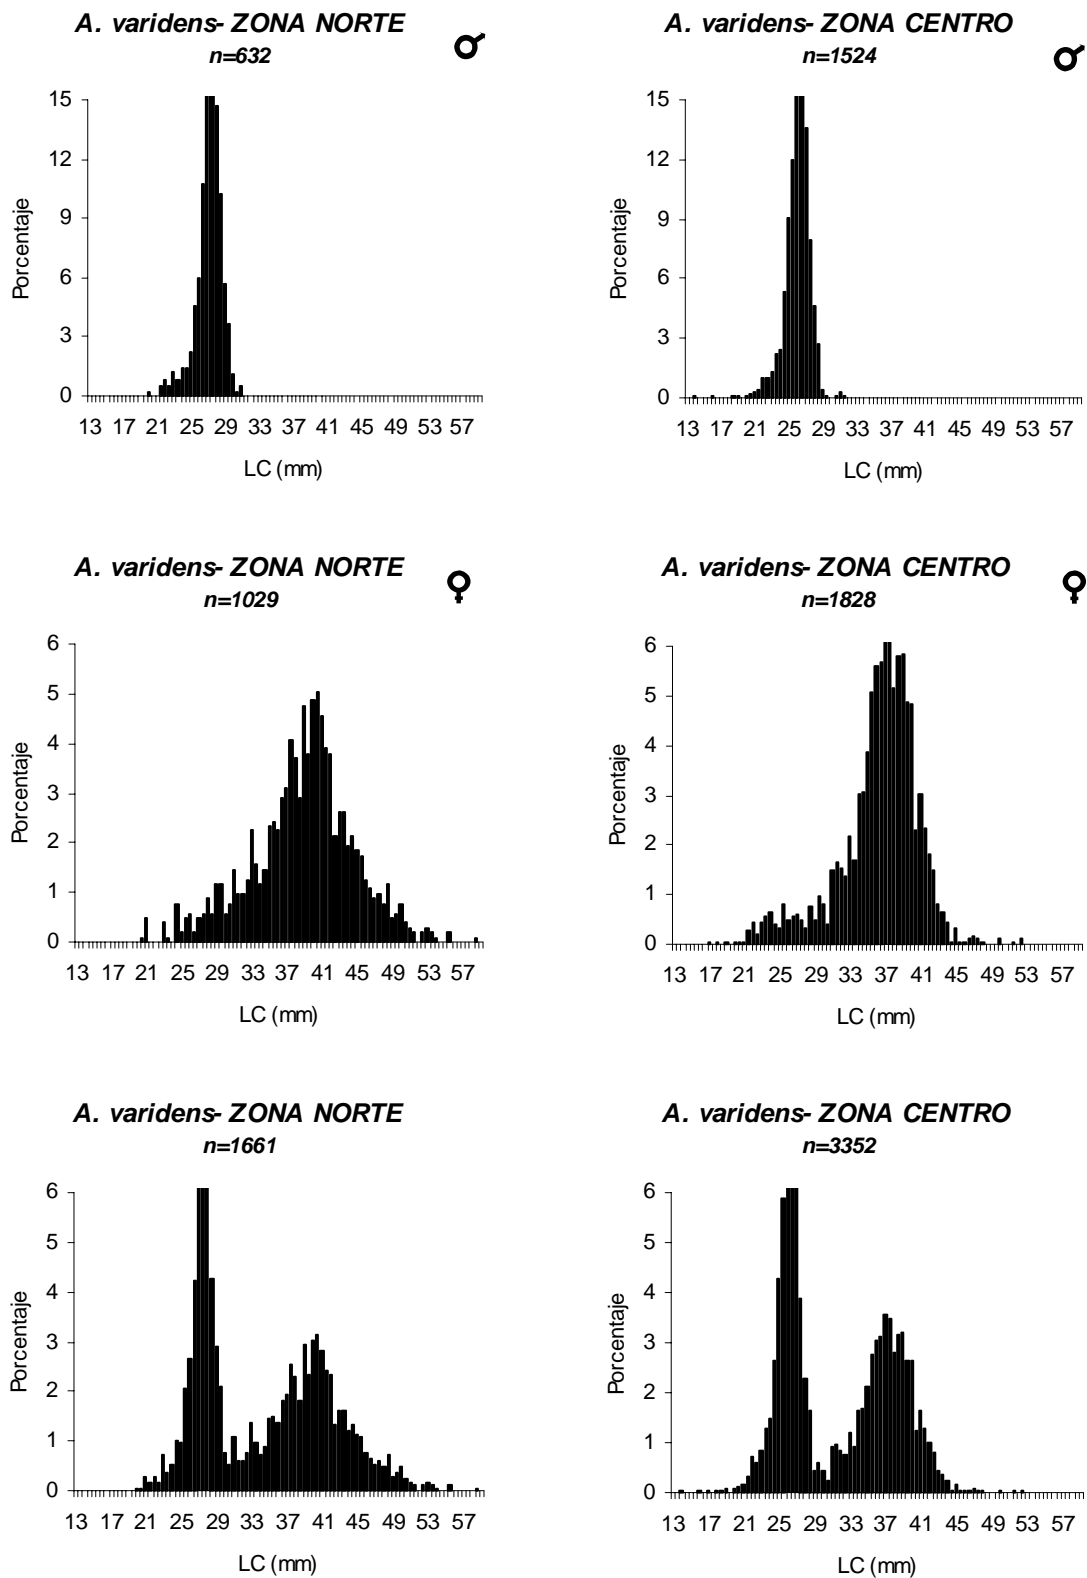 A. varidens- ZONA NORTE
n=632
♂
15
12
9
6
3
0
Porcentaje
13 17 21 25 29 33 37 41 45 49 53 57
LC (mm)
A. varidens- ZONA CENTRO
n=1524
♂
15
12
9
6
3
0
Porcentaje
13 17 21 25 29 33 37 41 45 49 53 57
LC (mm)
A. varidens- ZONA NORTE
n=1029
♀
6
5
4
3
2
1
0
Porcentaje
13 17 21 25 29 33 37 41 45 49 53 57
LC (mm)
A. varidens- ZONA CENTRO
n=1828
♀
6
5
4
3
2
1
0
Porcentaje
13 17 21 25 29 33 37 41 45 49 53 57
LC (mm)
A. varidens- ZONA NORTE
n=1661
6
5
4
3
2
1
0
Porcentaje
13 17 21 25 29 33 37 41 45 49 53 57
LC (mm)
A. varidens- ZONA CENTRO
n=3352
6
5
4
3
2
1
0
Porcentaje
13 17 21 25 29 33 37 41 45 49 53 57
LC (mm)